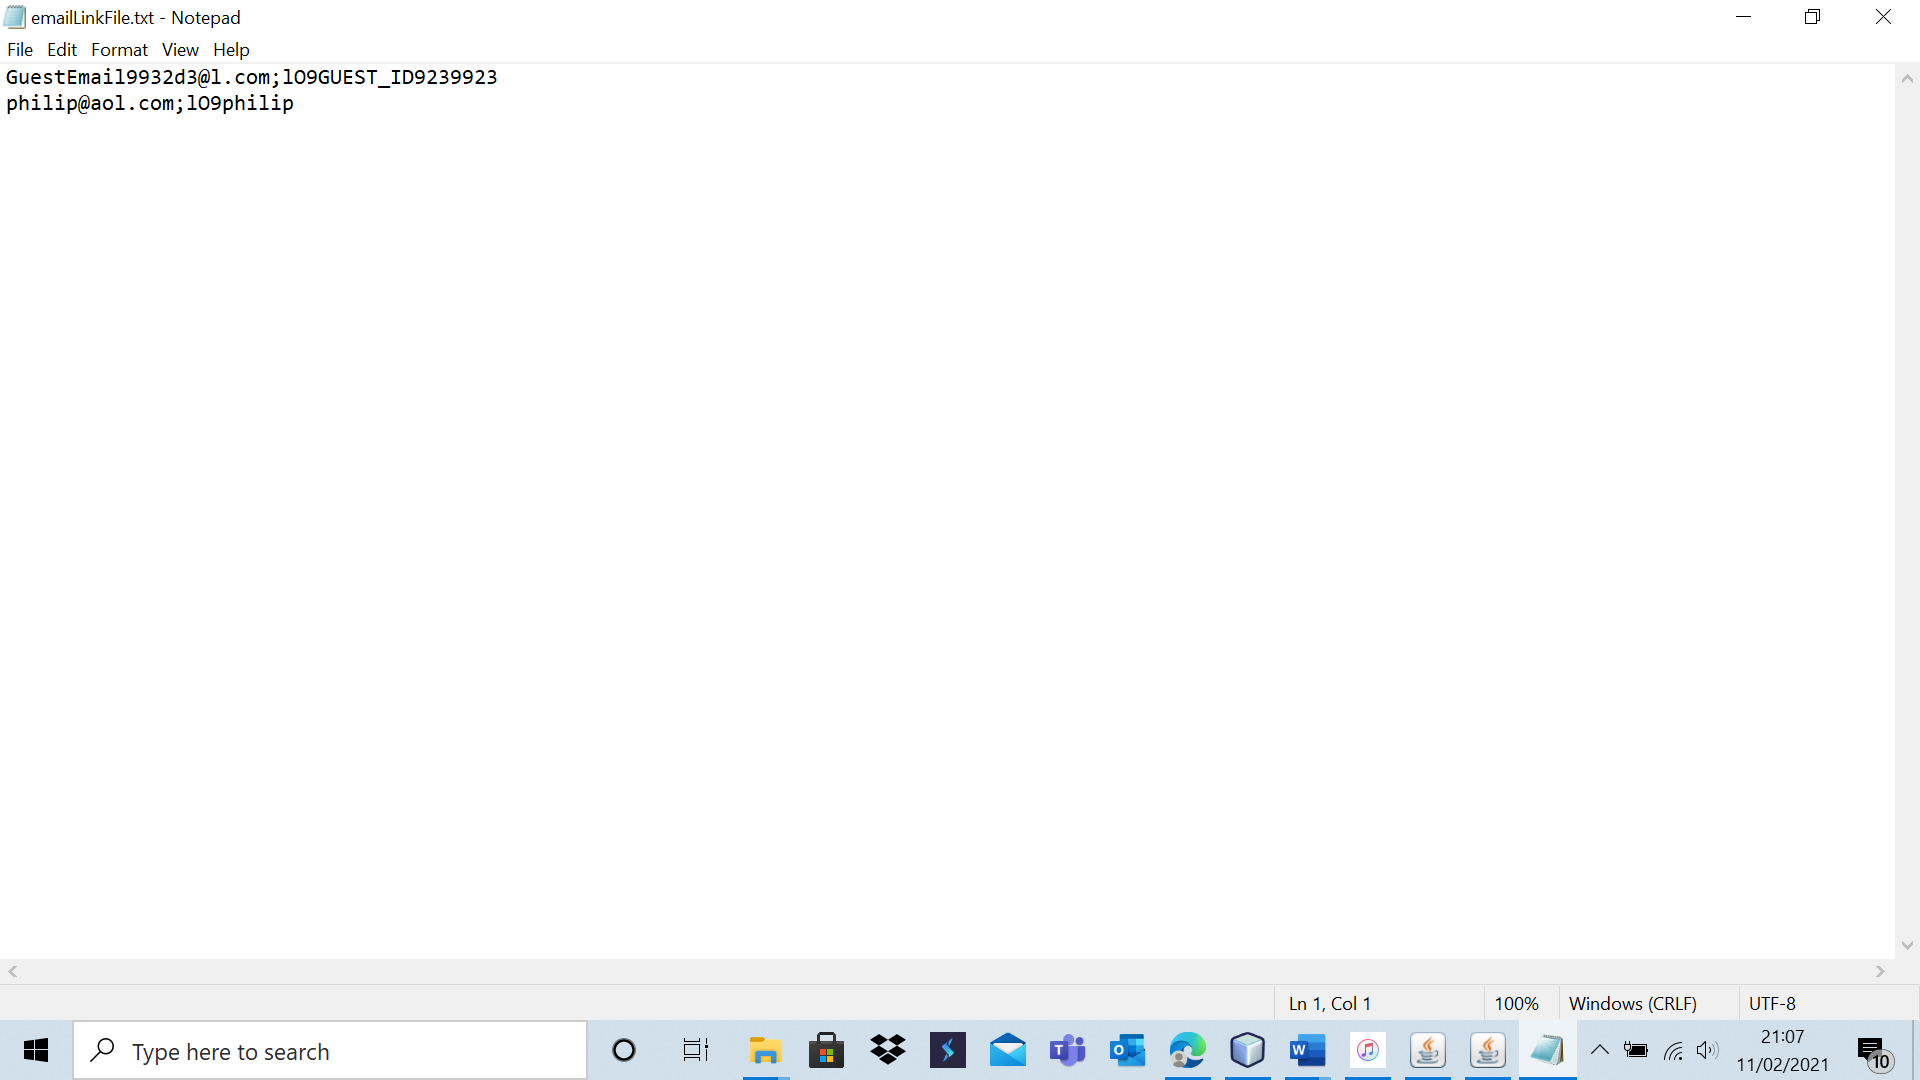 emailLinkFile.txt - Notepad
File Edit Format View Help
GuestEmail9932d3@l.com;lO9GUEST_ID9239923
philip@aol.com;lO9philip
Ln 1, Col 1 100% Windows (CRLF) UTF-8
Type here to search
21:07
11/02/2021
10